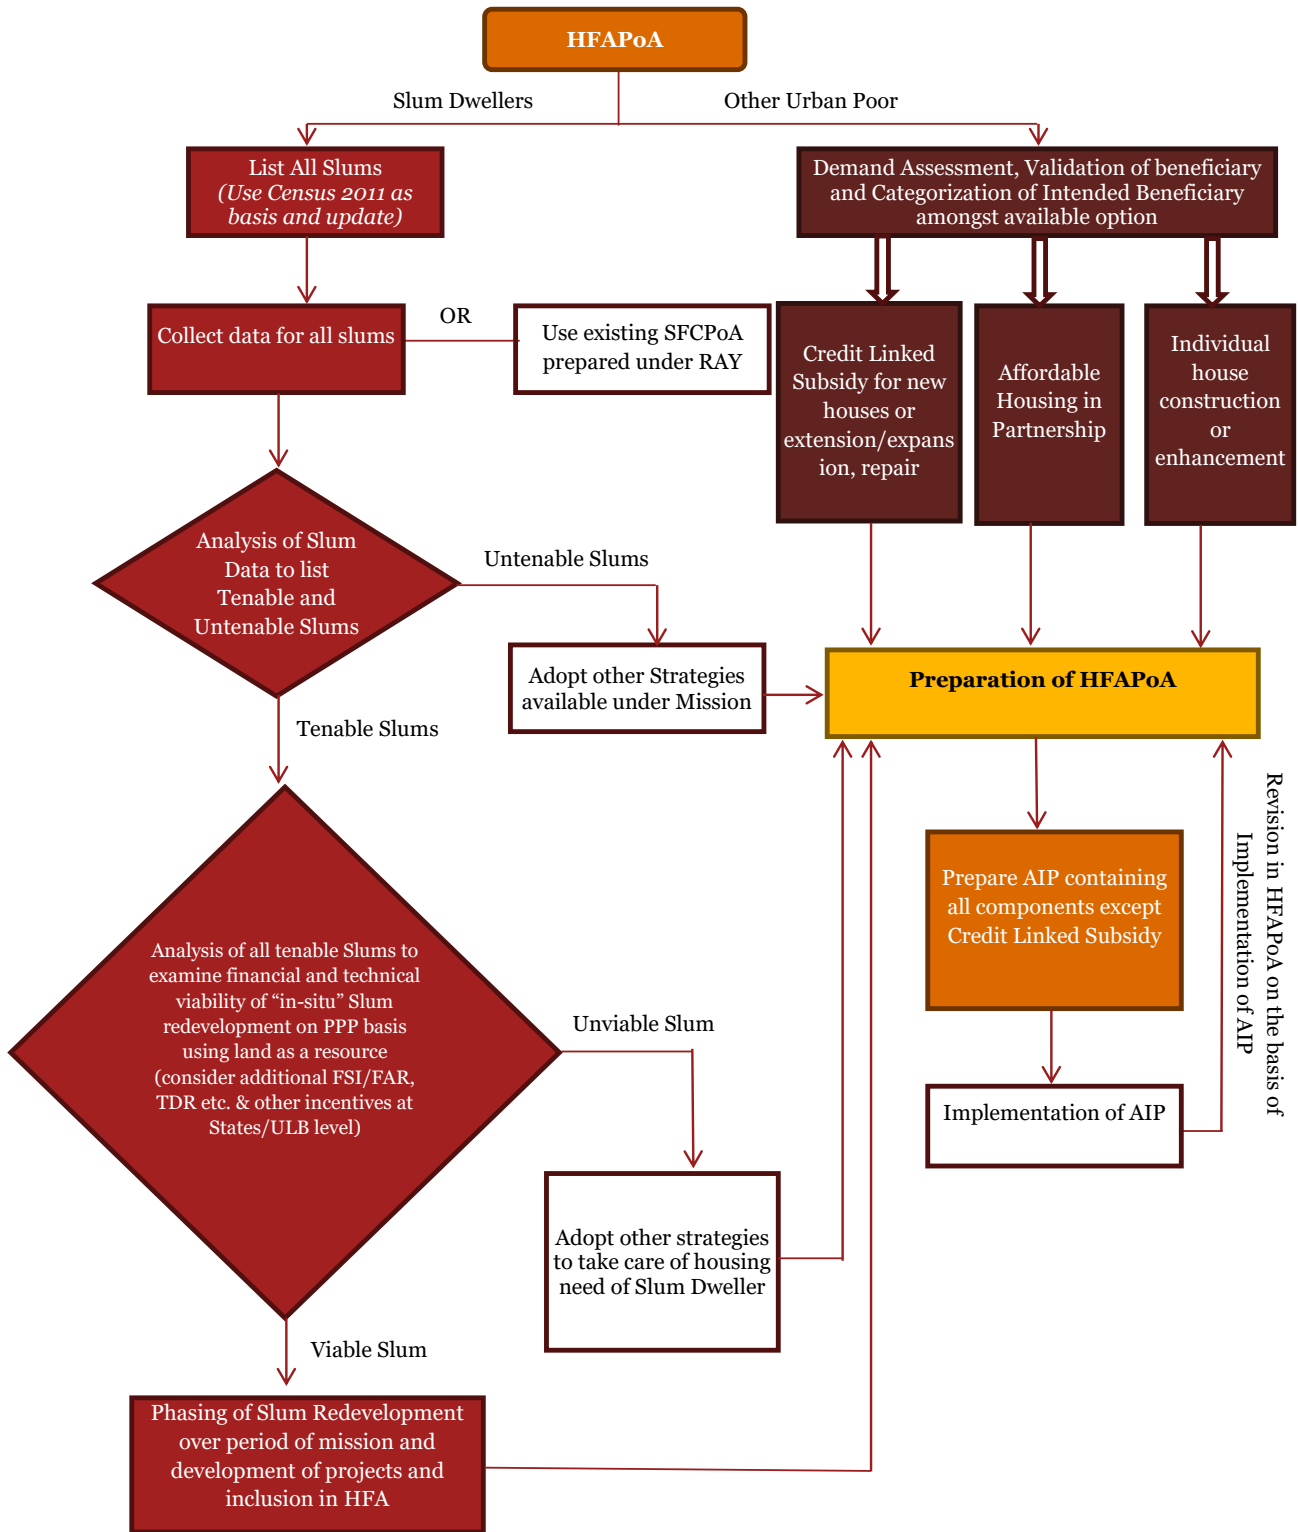 HFAPoA
Slum Dwellers
Other Urban Poor
List All Slums
(Use Census 2011 as
basis and update)
Demand Assessment, Validation of beneficiary
and Categorization of Intended Beneficiary
amongst available option
Collect data for all slums
OR
Use existing SFCPoA
prepared under RAY
Credit Linked
Subsidy for new
houses or
extension/expans
ion, repair
Affordable
Housing in
Partnership
Individual
house
construction
or
enhancement
Analysis of Slum
Data to list
Tenable and
Untenable Slums
Untenable Slums
Adopt other Strategies
available under Mission
Preparation of HFAPoA
Tenable Slums
Analysis of all tenable Slums to
examine financial and technical
viability of “in-situ” Slum
redevelopment on PPP basis
using land as a resource
(consider additional FSI/FAR,
TDR etc. & other incentives at
States/ULB level)
Unviable Slum
Adopt other strategies
to take care of housing
need of Slum Dweller
Prepare AIP containing
all components except
Credit Linked Subsidy
Implementation of AIP
Revision in HFAPoA on the basis of
Implementation of AIP
Viable Slum
Phasing of Slum Redevelopment
over period of mission and
development of projects and
inclusion in HFA